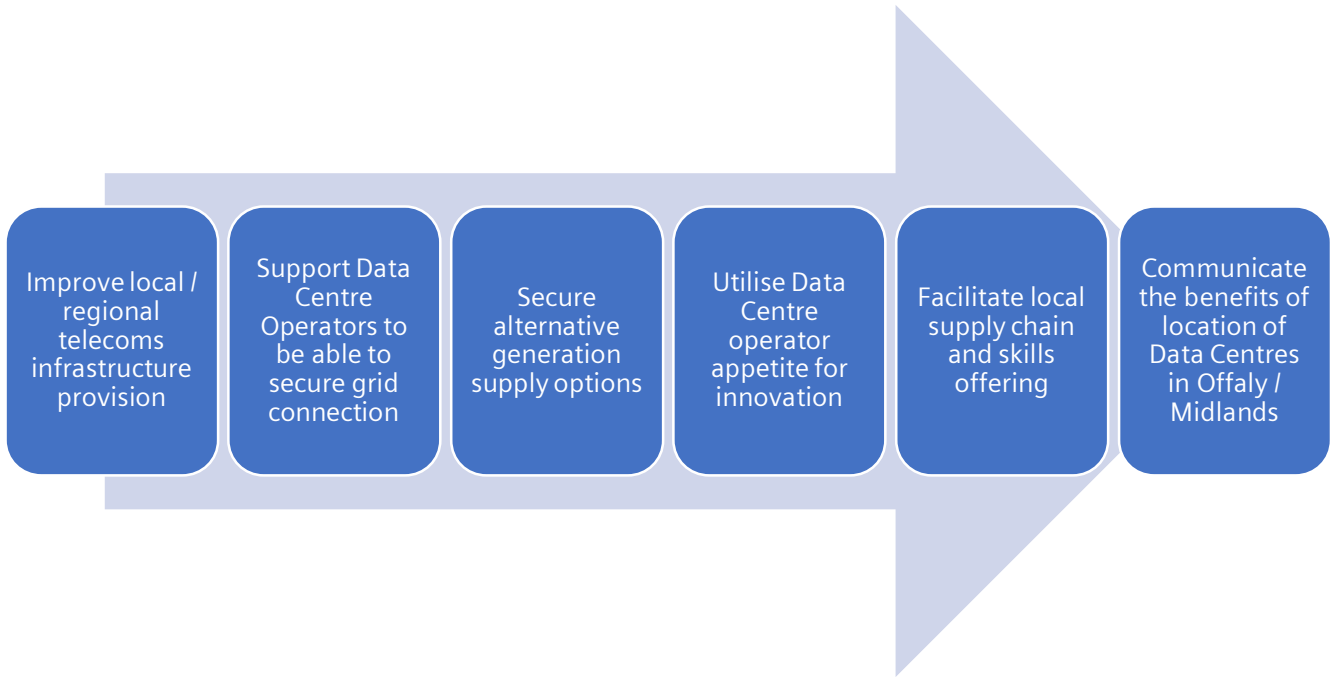 Improve local /
regional
telecoms
infrastructure
provision
Support Data
Centre
Operators to
be able to
secure grid
connection
Secure
alternative
generation
supply options
Utilise Data
Centre
operator
appetite for
innovation
Facilitate local
supply chain
and skills
offering
Communicate
the benefits of
location of
Data Centres
in Offaly /
Midlands